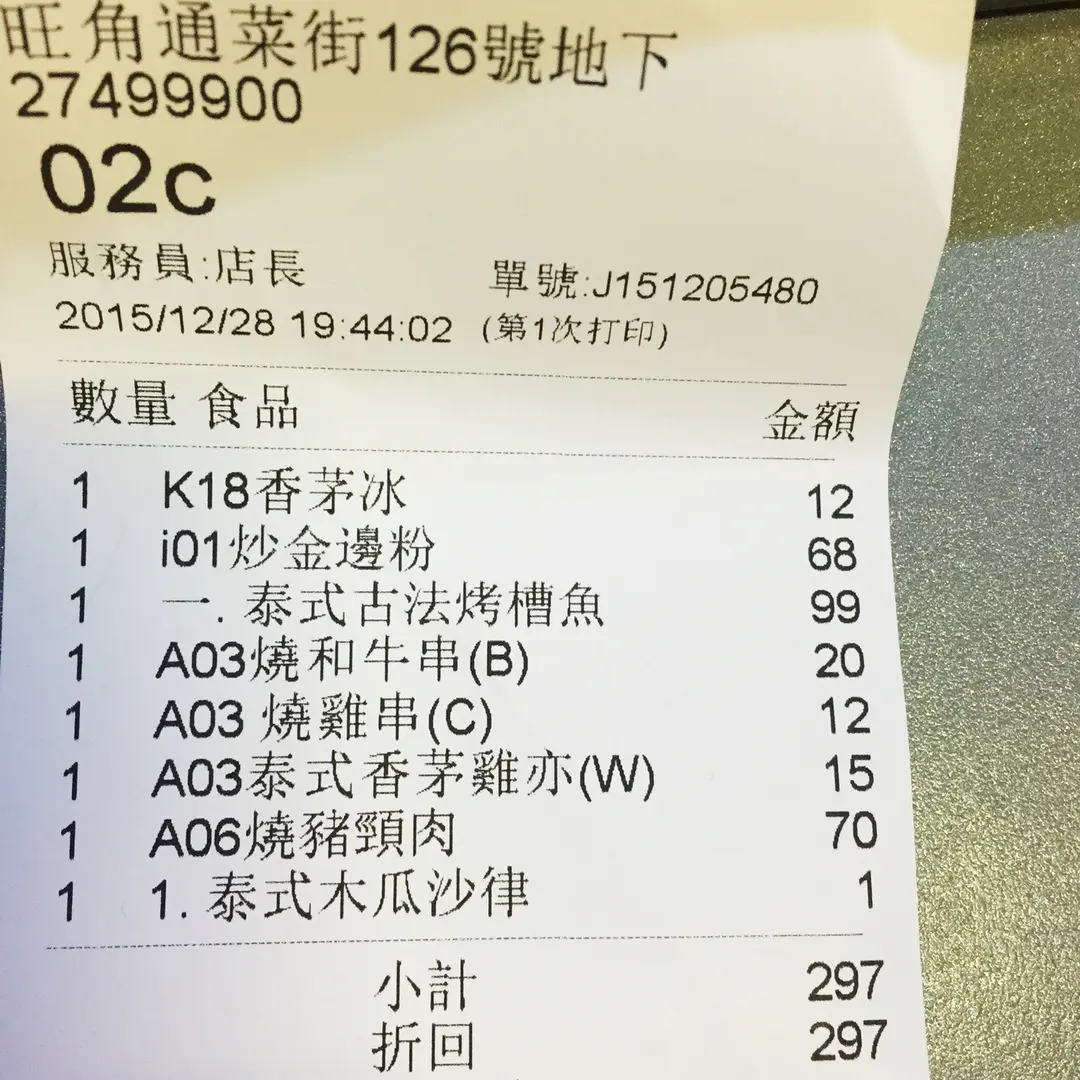 旺角通菜街126號地下
27499900
02c
服務員:店長 單號:J151205480
2015/12/28 19:44:02 (第1次打印)
數量 食品 金額
1 K18香茅冰 12
1 i01炒金邊粉 68
1 一. 泰式古法烤槽魚 99
1 A03燒和牛串(B) 20
1 A03 燒雞串(C) 12
1 A03泰式香茅雞亦(W) 15
1 A06燒豬頸肉 70
1 1. 泰式木瓜沙律 1
小計 297
折回 297